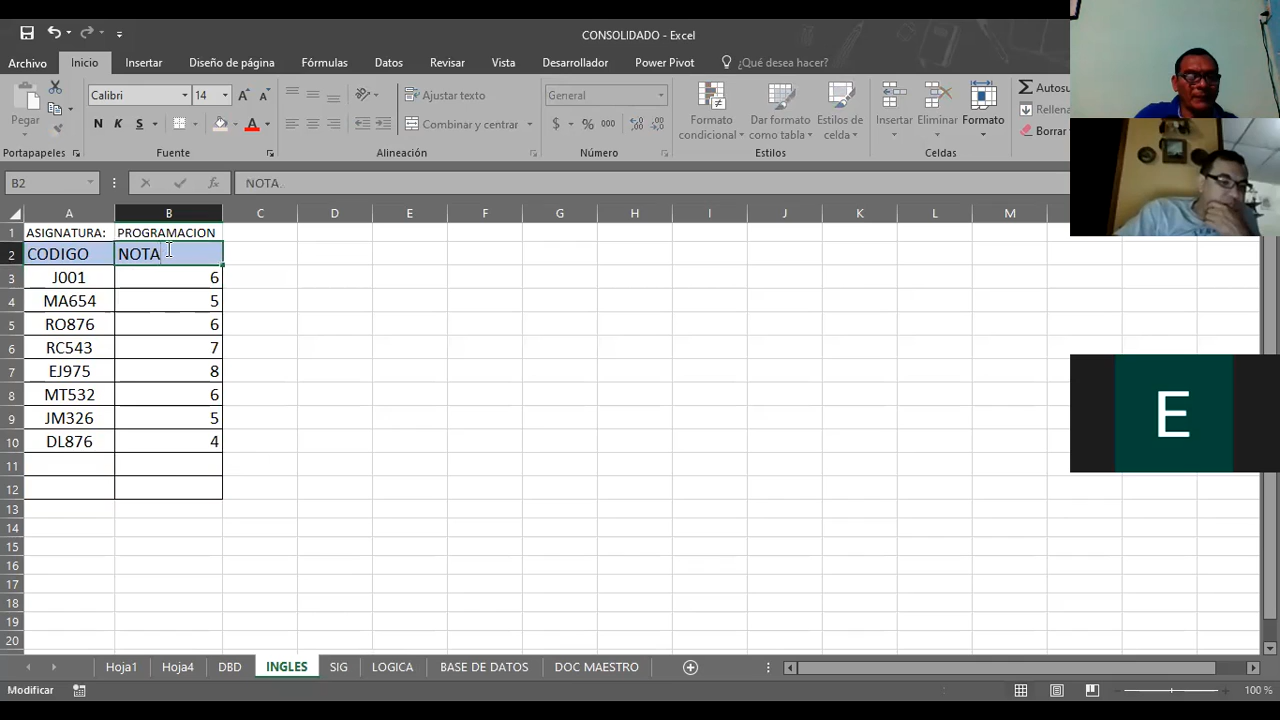 CONSOLIDADO - Excel
Archivo Inicio Insertar Diseño de página Fórmulas Datos Revisar Vista Desarrollador Power Pivot ¿Qué desea hacer?
Calibri 14 Ajustar texto General Autosu
Pegar N K S Combinar y centrar $ % 000 Formato condicional Dar formato como tabla Estilos de celda Insertar Eliminar Formato Rellena
Borrar
Portapapeles Fuente Alineación Número Estilos Celdas
B2 fx NOTA
A B C D E F G H I J K L M
1 ASIGNATURA: PROGRAMACION
2 CODIGO NOTA
3 J001 6
4 MA654 5
5 RO876 6
6 RC543 7
7 EJ975 8
8 MT532 6
9 JM326 5
10 DL876 4
11
12
13
14
15
16
17
18
19
20
E
Hoja1 Hoja4 DBD INGLES SIG LOGICA BASE DE DATOS DOC MAESTRO
Modificar 100 %